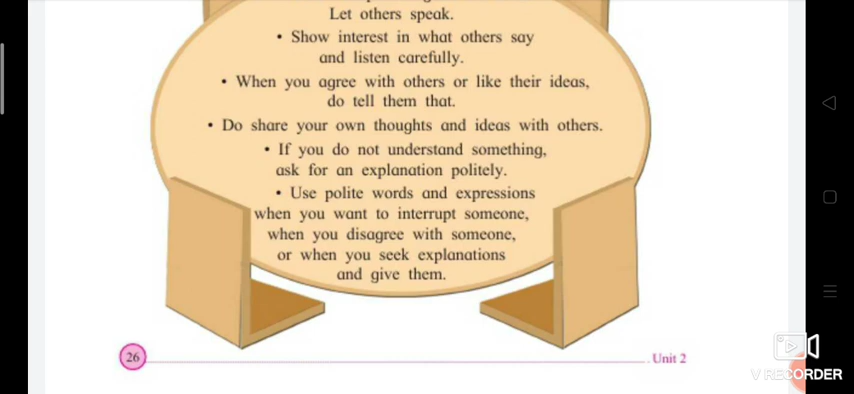 Let others speak.
• Show interest in what others say
and listen carefully.
• When you agree with others or like their ideas,
do tell them that.
• Do share your own thoughts and ideas with others.
• If you do not understand something,
ask for an explanation politely.
• Use polite words and expressions
when you want to interrupt someone,
when you disagree with someone,
or when you seek explanations
and give them.
26
Unit 2
V RECORDER